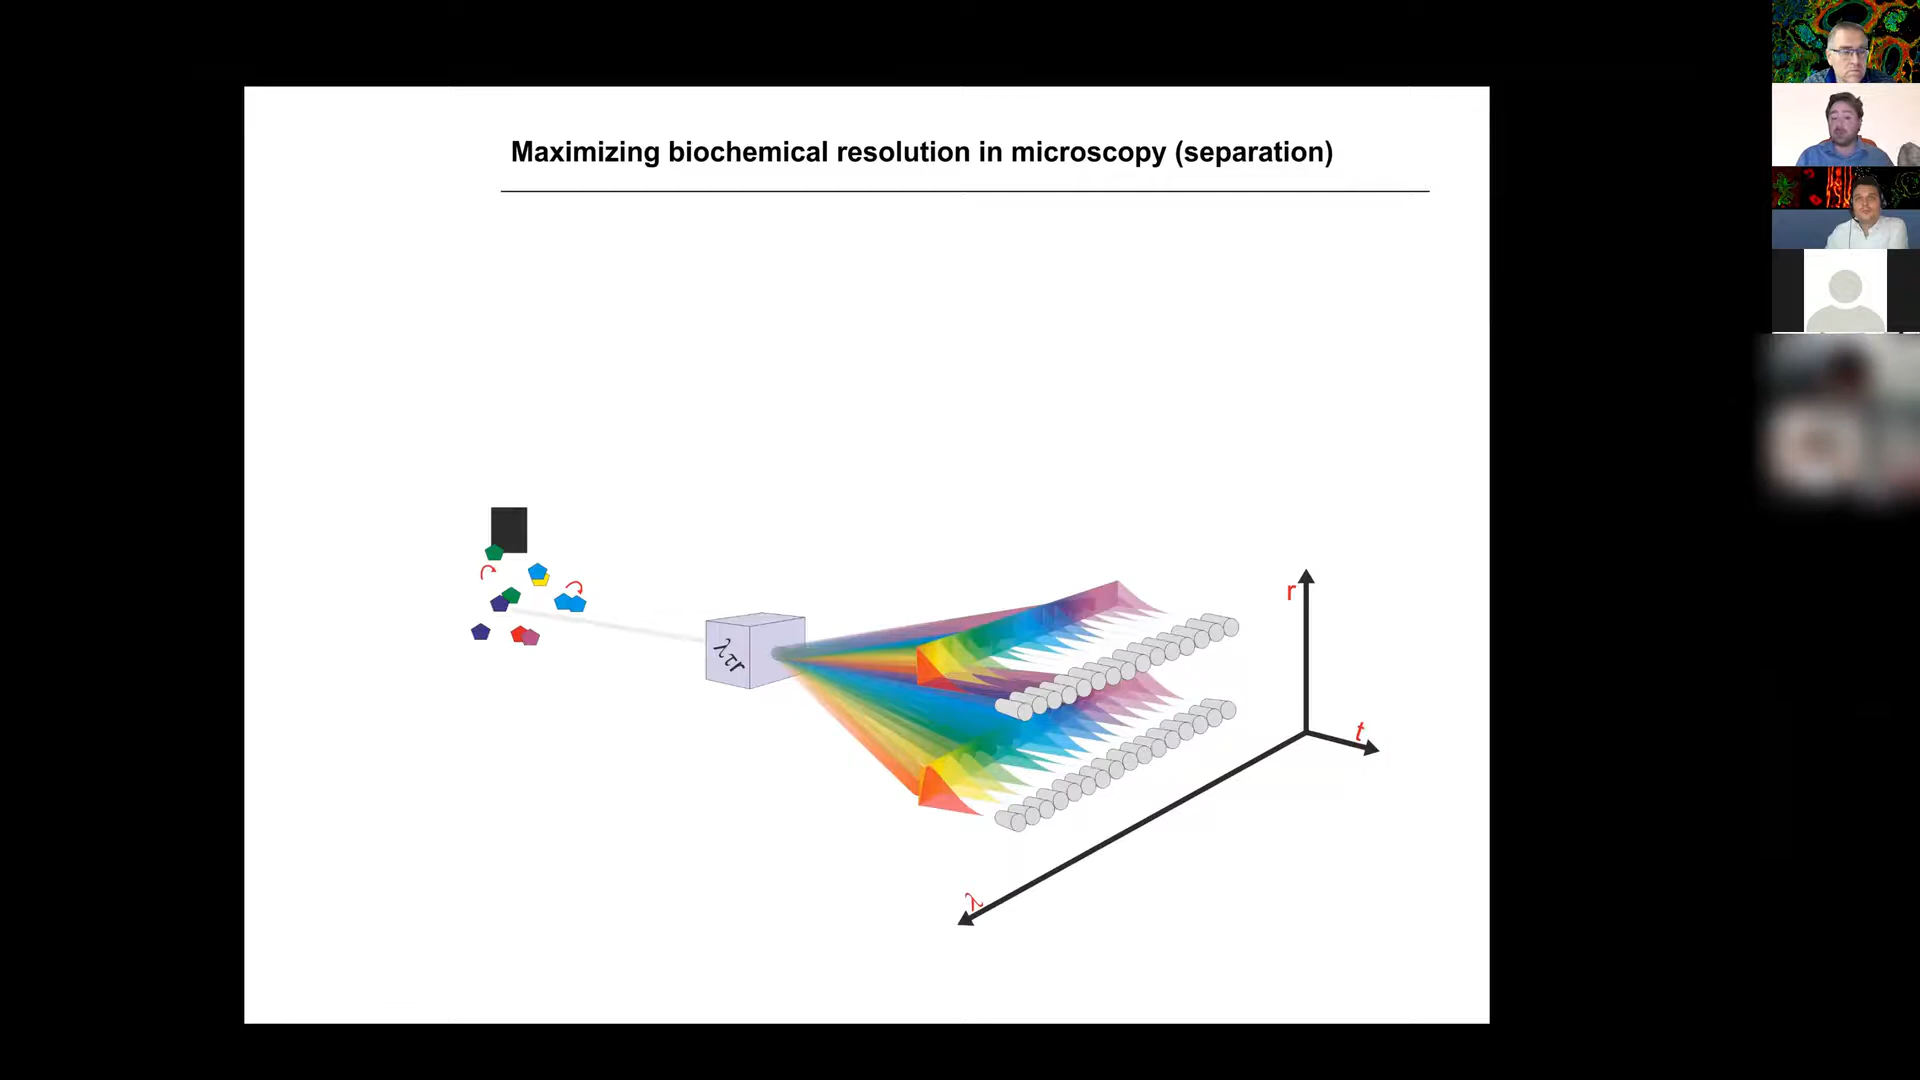 Maximizing biochemical resolution in microscopy (separation)
λτr
r
t
λ